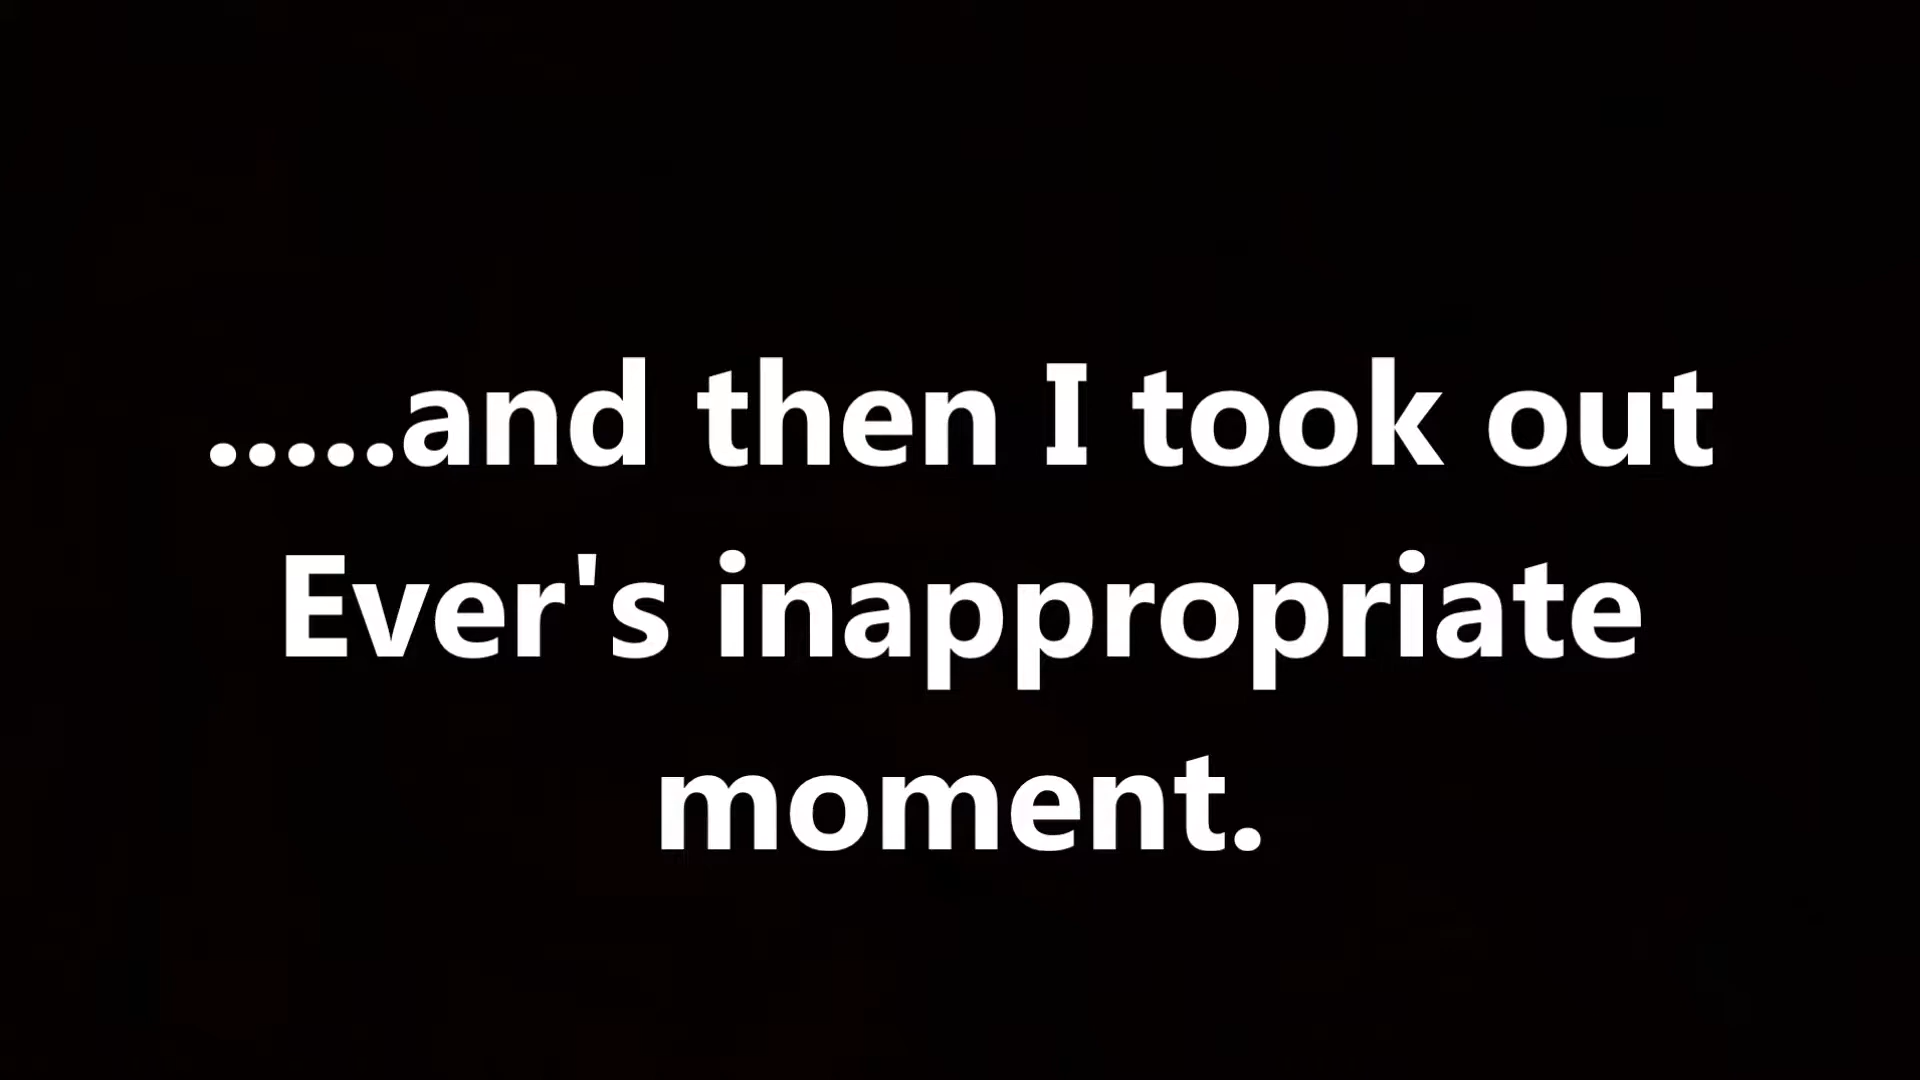 .....and then I took out
Ever's inappropriate
moment.